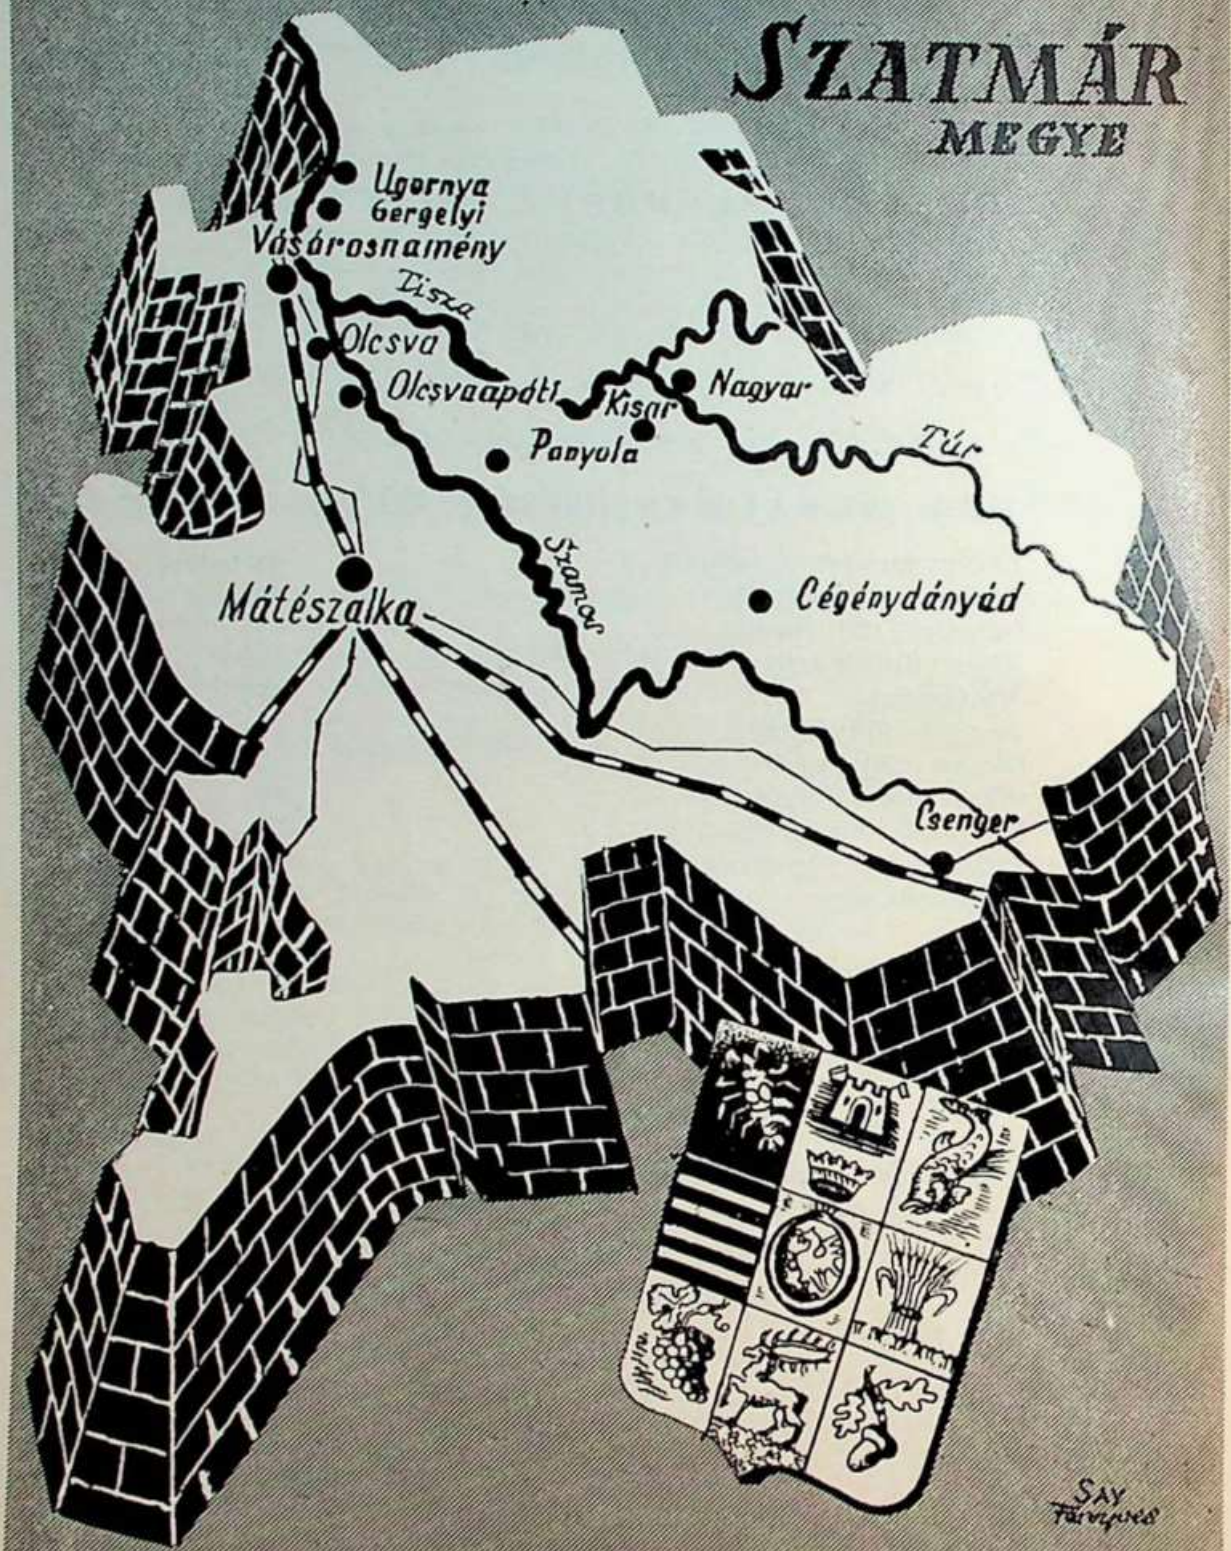 SZATMÁR
MEGYE
Ugornya
Gergelyi
Vásárosnamény
Tisza
Olcsva
Olcsvaapáti
Kisar
Nagyar
Panyola
Túr
Szamos
Cégénydányád
Mátészalka
Csenger
SAY